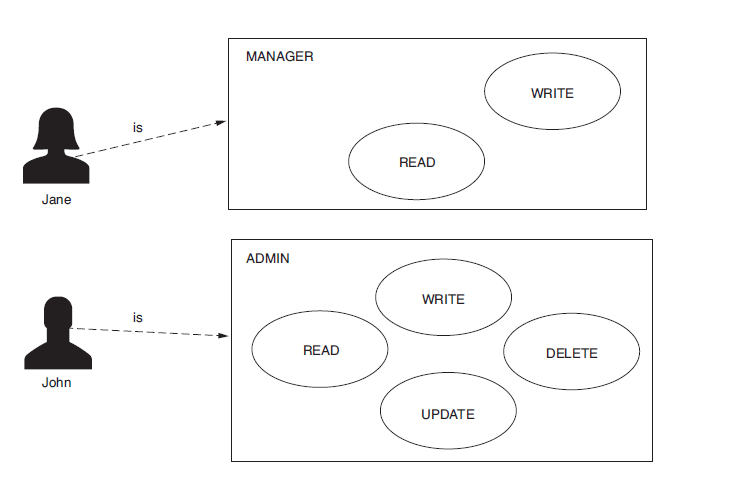 MANAGER
WRITE
is
READ
Jane
ADMIN
WRITE
is
READ
DELETE
John
UPDATE